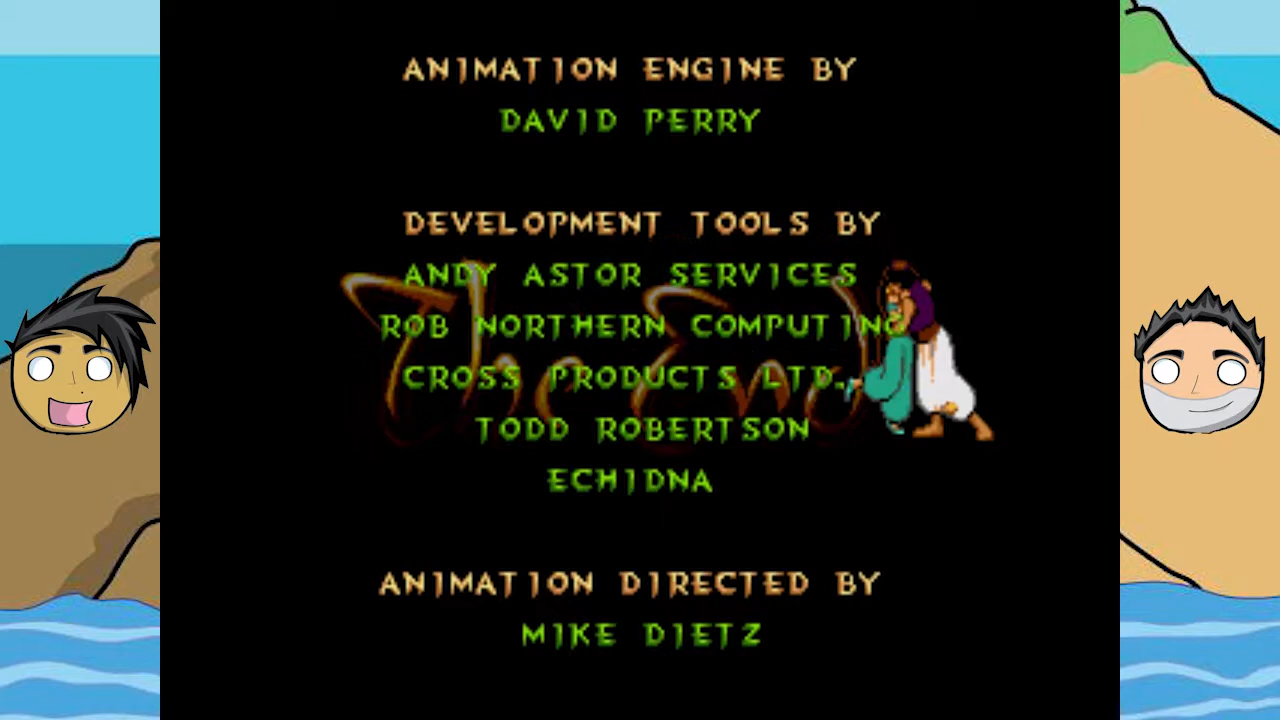 ANIMATION ENGINE BY
DAVID PERRY
DEVELOPMENT TOOLS BY
ANDY ASTOR SERVICES
ROB NORTHERN COMPUTING
CROSS PRODUCTS LTD.
The End
TODD ROBERTSON
ECHIDNA
ANIMATION DIRECTED BY
MIKE DIETZ